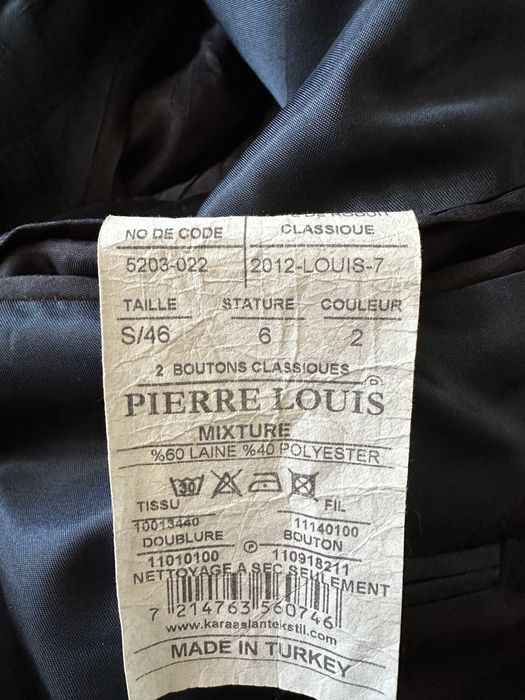 NO DE CODE
CLASSIQUE
5203-022
2012-LOUIS-7
TAILLE STATURE COULEUR
S/46 6 2
2 BOUTONS CLASSIQUES
PIERRE LOUIS
MIXTURE
%60 LAINE %40 POLYESTER
30
TISSU FIL
10013440 11140100
DOUBLURE P BOUTON
11010100 110918211
NETTOYAGE A SEC SEULEMENT
7 214763 560746
www.karaaslantekstil.com
MADE IN TURKEY